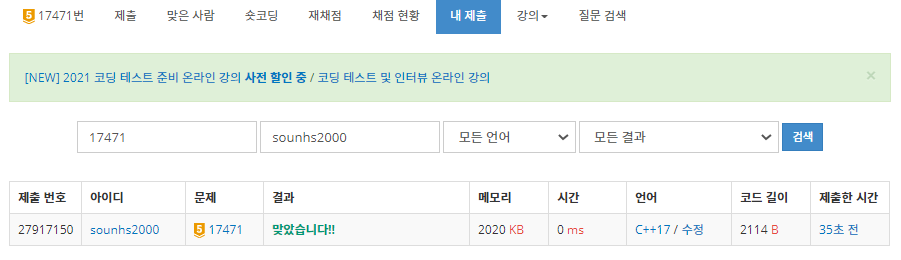 5 17471번 제출 맞은 사람 숏코딩 재채점 채점 현황 내 제출 강의 질문 검색
[NEW] 2021 코딩 테스트 준비 온라인 강의 사전 할인 중 / 코딩 테스트 및 인터뷰 온라인 강의 ×
17471 sounhs2000 모든 언어 모든 결과 검색
제출 번호 아이디 문제 결과 메모리 시간 언어 코드 길이 제출한 시간
27917150 sounhs2000 5 17471 맞았습니다!! 2020 KB 0 ms C++17 / 수정 2114 B 35초 전